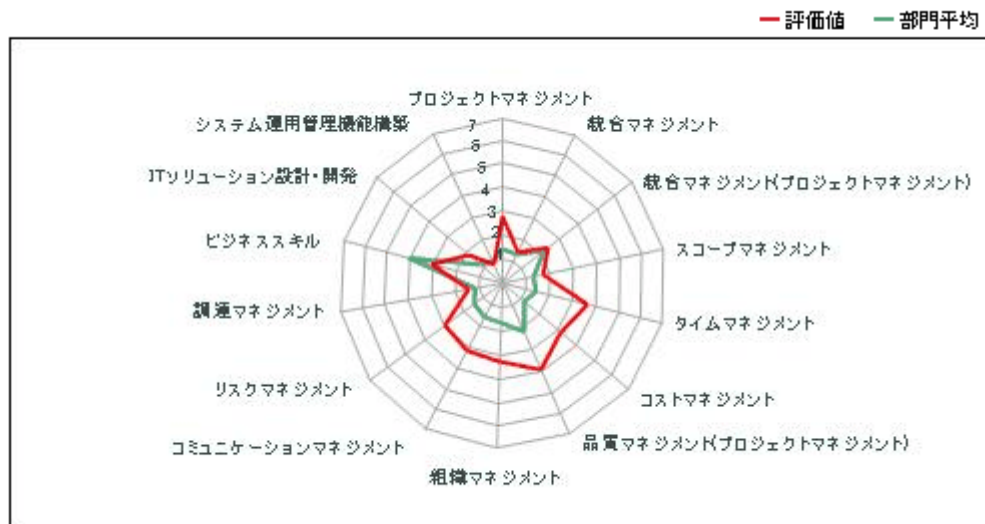 評価値 部門平均
プロジェクトマネジメント
統合マネジメント
統合マネジメント(プロジェクトマネジメント)
スコープマネジメント
タイムマネジメント
コストマネジメント
品質マネジメント(プロジェクトマネジメント)
組織マネジメント
コミュニケーションマネジメント
リスクマネジメント
調達マネジメント
ビジネススキル
ITソリューション設計・開発
システム運用管理機能構築
7
6
5
4
3
2
1